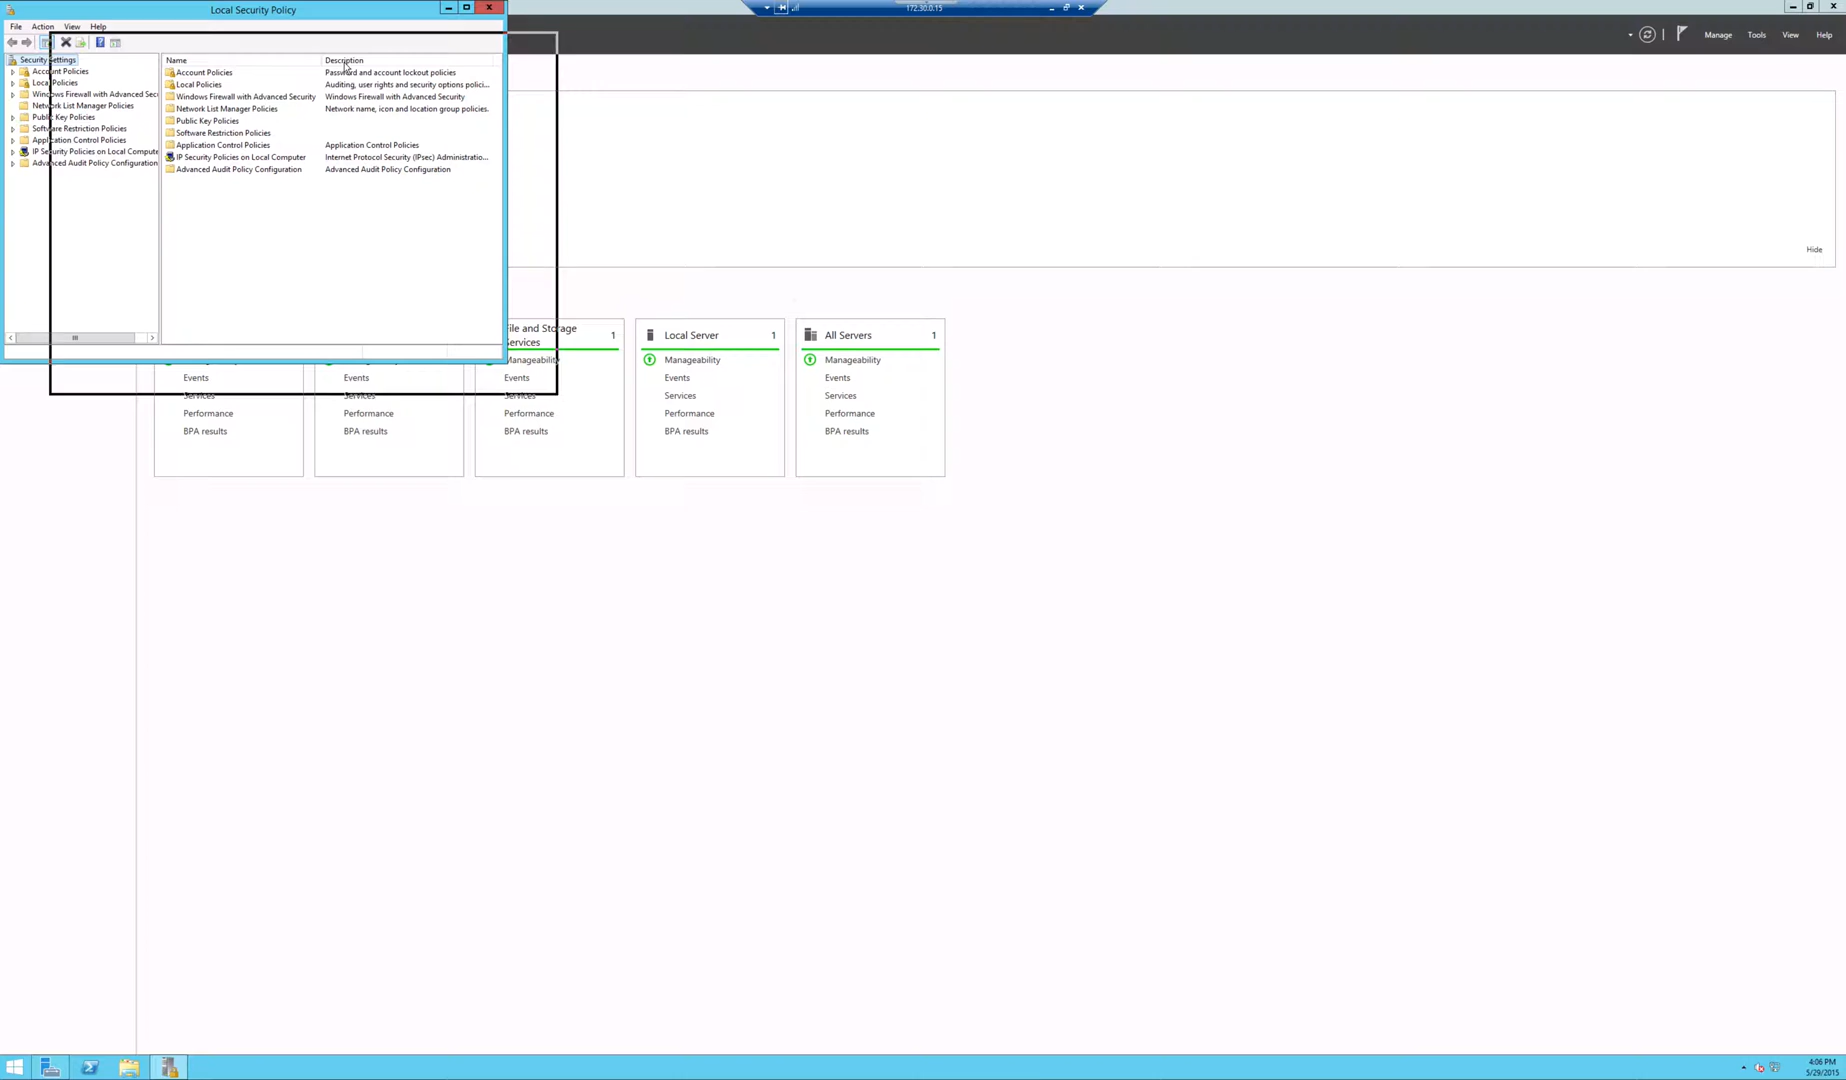 Local Security Policy
172.30.0.15
File Action View Help
Manage Tools View Help
Security Settings
Account Policies
Local Policies
Windows Firewall with Advanced Secu
Network List Manager Policies
Public Key Policies
Software Restriction Policies
Application Control Policies
IP Security Policies on Local Compute
Advanced Audit Policy Configuration
Name Description
Account Policies Password and account lockout policies
Local Policies Auditing, user rights and security options polici...
Windows Firewall with Advanced Security Windows Firewall with Advanced Security
Network List Manager Policies Network name, icon and location group policies.
Public Key Policies
Software Restriction Policies
Application Control Policies Application Control Policies
IP Security Policies on Local Computer Internet Protocol Security (IPsec) Administratio...
Advanced Audit Policy Configuration Advanced Audit Policy Configuration
Hide
Events
Services
Performance
BPA results
Events
Services
Performance
BPA results
File and Storage 1
Services
Manageability
Events
Services
Performance
BPA results
Local Server 1
Manageability
Events
Services
Performance
BPA results
All Servers 1
Manageability
Events
Services
Performance
BPA results
4:06 PM
5/29/2015